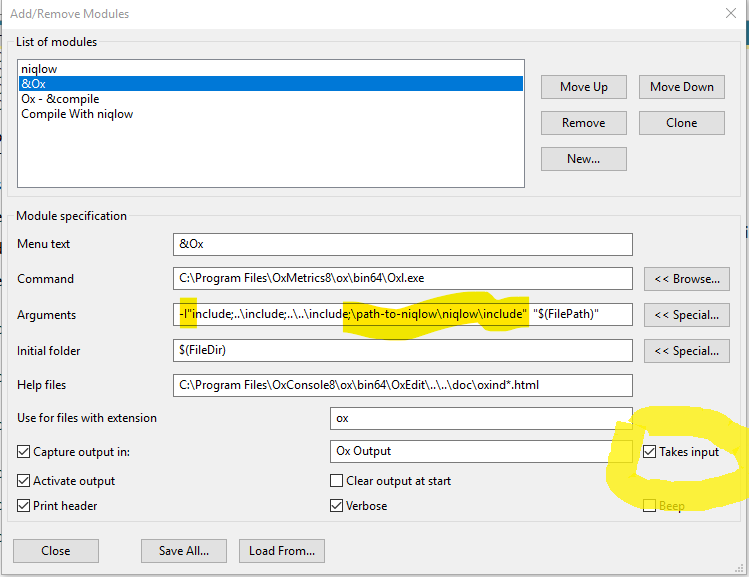 Add/Remove Modules
List of modules
niqlow
&Ox
Ox - &compile
Compile With niqlow
Move Up
Move Down
Remove
Clone
New...
Module specification
Menu text
&Ox
Command
C:\Program Files\OxMetrics8\ox\bin64\Oxl.exe
<< Browse...
Arguments
-I"include;..\include;..\..\include;\path-to-niqlow\niqlow\include" "$(FilePath)"
<< Special...
Initial folder
$(FileDir)
<< Special...
Help files
C:\Program Files\OxConsole8\ox\bin64\OxEdit\..\..\doc\oxind*.html
Use for files with extension
ox
Capture output in:
Ox Output
Takes input
Activate output
Clear output at start
Print header
Verbose
Beep
Close
Save All...
Load From...